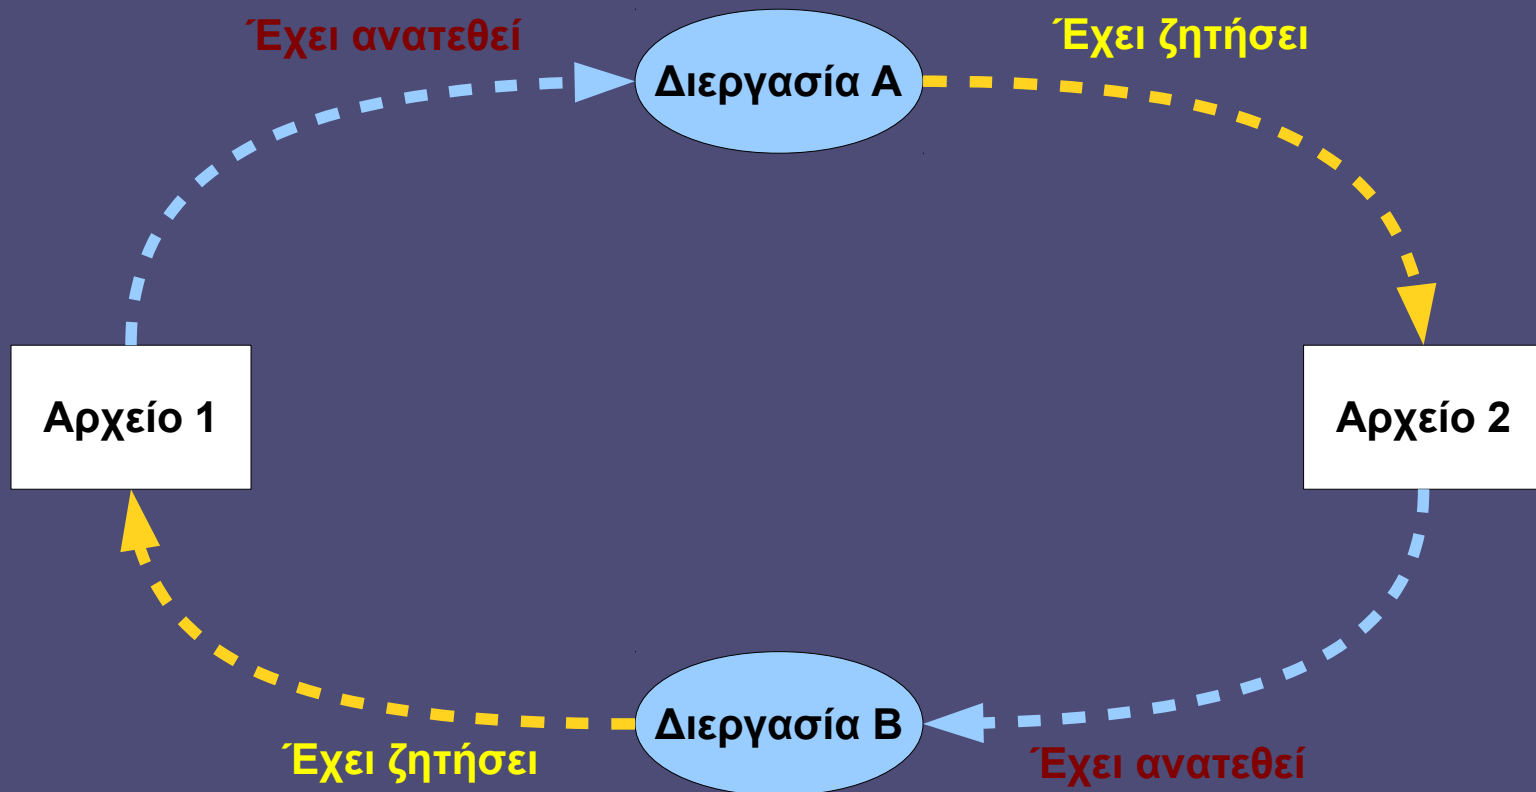 Έχει ανατεθεί
Διεργασία Α
Έχει ζητήσει
Αρχείο 1
Αρχείο 2
Έχει ζητήσει
Διεργασία Β
Έχει ανατεθεί